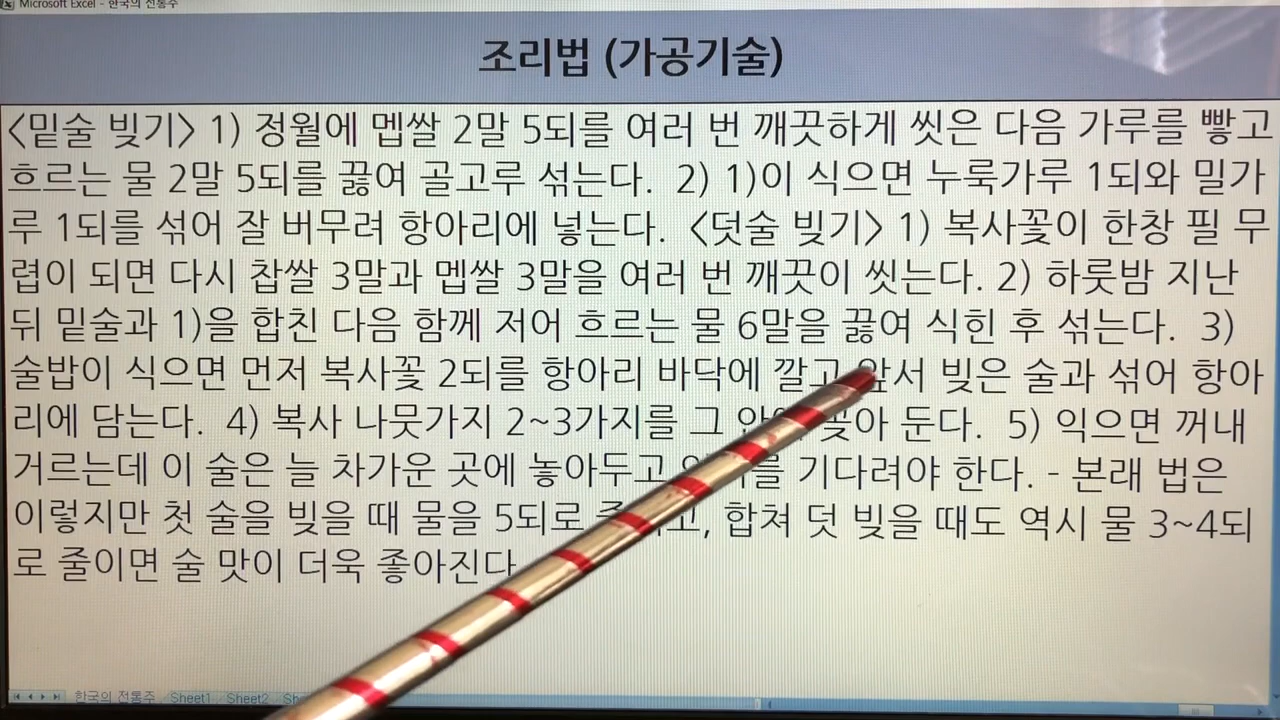 Microsoft Excel - 한국의 전통주
조리법 (가공기술)
<밑술 빚기> 1) 정월에 멥쌀 2말 5되를 여러 번 깨끗하게 씻은 다음 가루를 빻고
흐르는 물 2말 5되를 끓여 골고루 섞는다. 2) 1)이 식으면 누룩가루 1되와 밀가
루 1되를 섞어 잘 버무려 항아리에 넣는다. <덧술 빚기> 1) 복사꽃이 한창 필 무
렵이 되면 다시 찹쌀 3말과 멥쌀 3말을 여러 번 깨끗이 씻는다. 2) 하룻밤 지난
뒤 밑술과 1)을 합친 다음 함께 저어 흐르는 물 6말을 끓여 식힌 후 섞는다. 3)
술밥이 식으면 먼저 복사꽃 2되를 항아리 바닥에 깔고 앞서 빚은 술과 섞어 항아
리에 담는다. 4) 복사 나뭇가지 2~3가지를 그 꽂아 둔다. 5) 익으면 꺼내
거르는데 이 술은 늘 차가운 곳에 놓아두고 기다려야 한다. - 본래 법은
이렇지만 첫 술을 빚을 때 물을 5되로 합쳐 덧 빚을 때도 역시 물 3~4되
로 줄이면 술 맛이 더욱 좋아진다
한국의 전통주 Sheet1 Sheet2